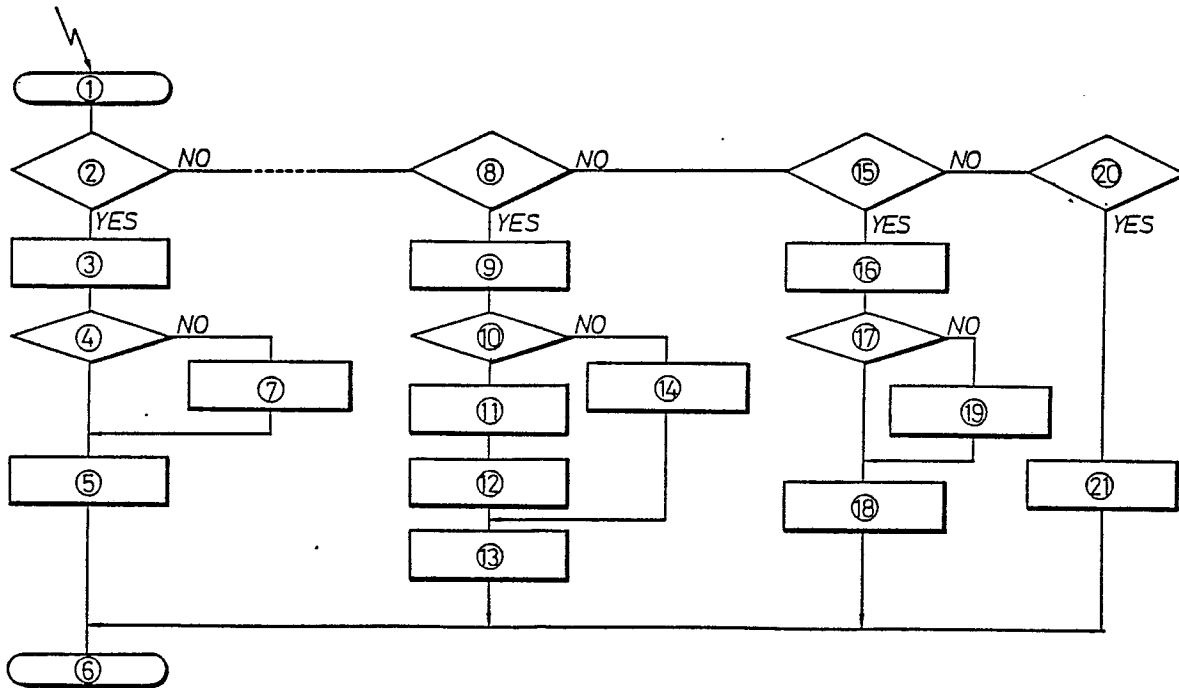 ①
② NO ⑧ NO ⑮ NO ⑳
YES YES YES YES
③ ⑨ ⑯
④ NO ⑩ NO ⑰ NO
⑦ ⑪ ⑭ ⑲
⑤ ⑫ ⑱ ㉑
⑬
⑥